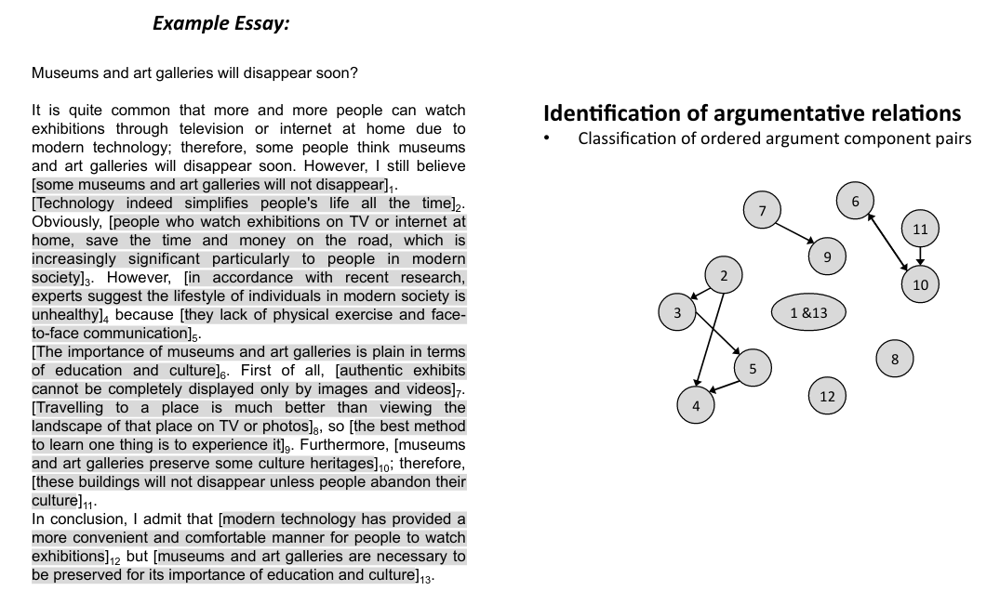 Example Essay:
Museums and art galleries will disappear soon?
It is quite common that more and more people can watch
exhibitions through television or internet at home due to
modern technology; therefore, some people think museums
and art galleries will disappear soon. However, I still believe
[some museums and art galleries will not disappear]1.
[Technology indeed simplifies people's life all the time]2.
Obviously, [people who watch exhibitions on TV or internet at
home, save the time and money on the road, which is
increasingly significant particularly to people in modern
society]3. However, [in accordance with recent research,
experts suggest the lifestyle of individuals in modern society is
unhealthy]4 because [they lack of physical exercise and face-
to-face communication]5.
[The importance of museums and art galleries is plain in terms
of education and culture]6. First of all, [authentic exhibits
cannot be completely displayed only by images and videos]7.
[Travelling to a place is much better than viewing the
landscape of that place on TV or photos]8, so [the best method
to learn one thing is to experience it]9. Furthermore, [museums
and art galleries preserve some culture heritages]10; therefore,
[these buildings will not disappear unless people abandon their
culture]11.
In conclusion, I admit that [modern technology has provided a
more convenient and comfortable manner for people to watch
exhibitions]12 but [museums and art galleries are necessary to
be preserved for its importance of education and culture]13.
Identification of argumentative relations
• Classification of ordered argument component pairs
6
7
11
9
2
10
3
1 &13
8
5
12
4